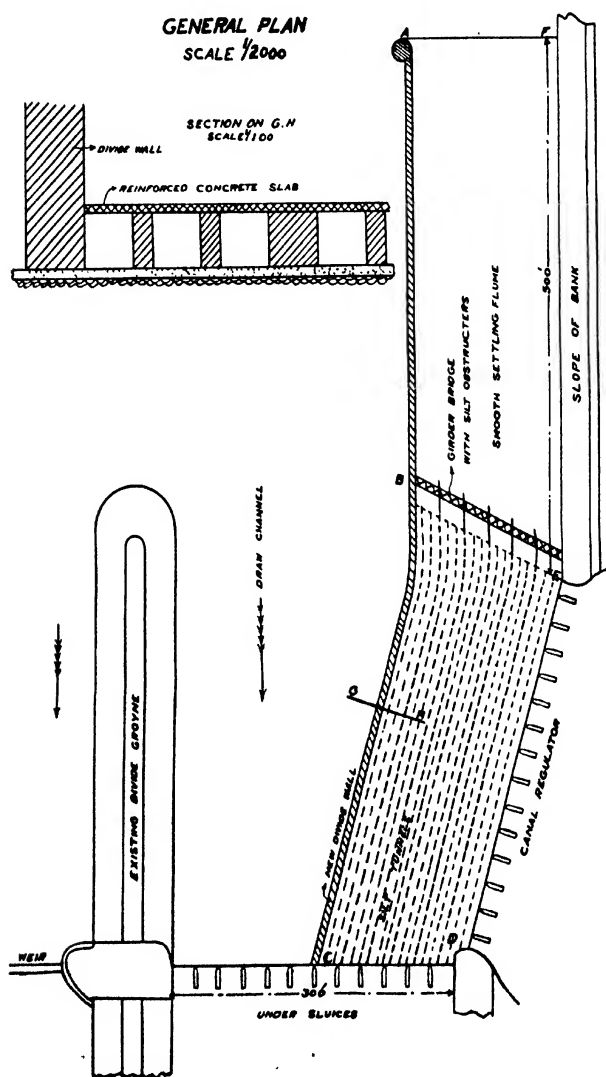 GENERAL PLAN
SCALE 1/2000
SECTION ON G.H
SCALE 1/100
DIVIDE WALL
REINFORCED CONCRETE SLAB
A
F
500'
SLOPE OF BANK
GIRDER BRIDGE
WITH SILT OBSTRUCTERS
SMOOTH SETTLING FLUME
B
E
DRAW CHANNEL
EXISTING DIVIDE GROYNE
G
CANAL REGULATOR
NEW DIVIDE WALL
TUNNELS
WEIR
C
D
306'
UNDER SLUICES